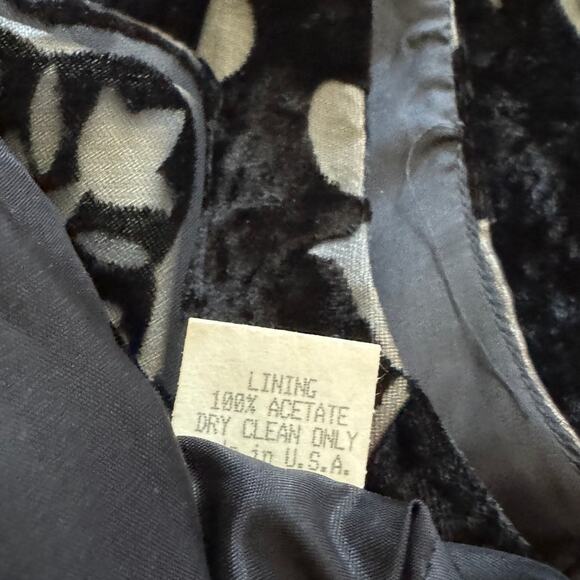 LINING
100% ACETATE
DRY CLEAN ONLY
in U.S.A.